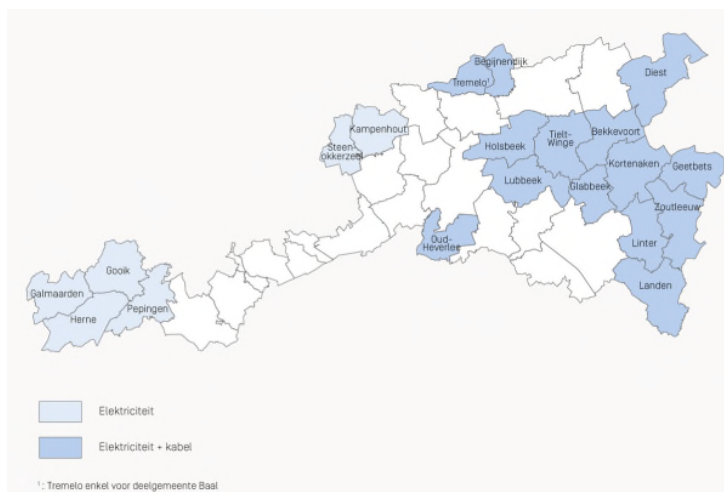 Begijnendijk
Tremelo¹
Diest
Kampenhout
Steen
okkerzeel
Holsbeek
Tielt-
Winge
Bekkevoort
Kortenaken
Geetbets
Lubbeek
Glabbeek
Zoutleeuw
Oud-
Heverlee
Linter
Landen
Gooik
Galmaarden
Herne
Pepingen
Elektriciteit
Elektriciteit + kabel
¹ : Tremelo enkel voor deelgemeente Baal